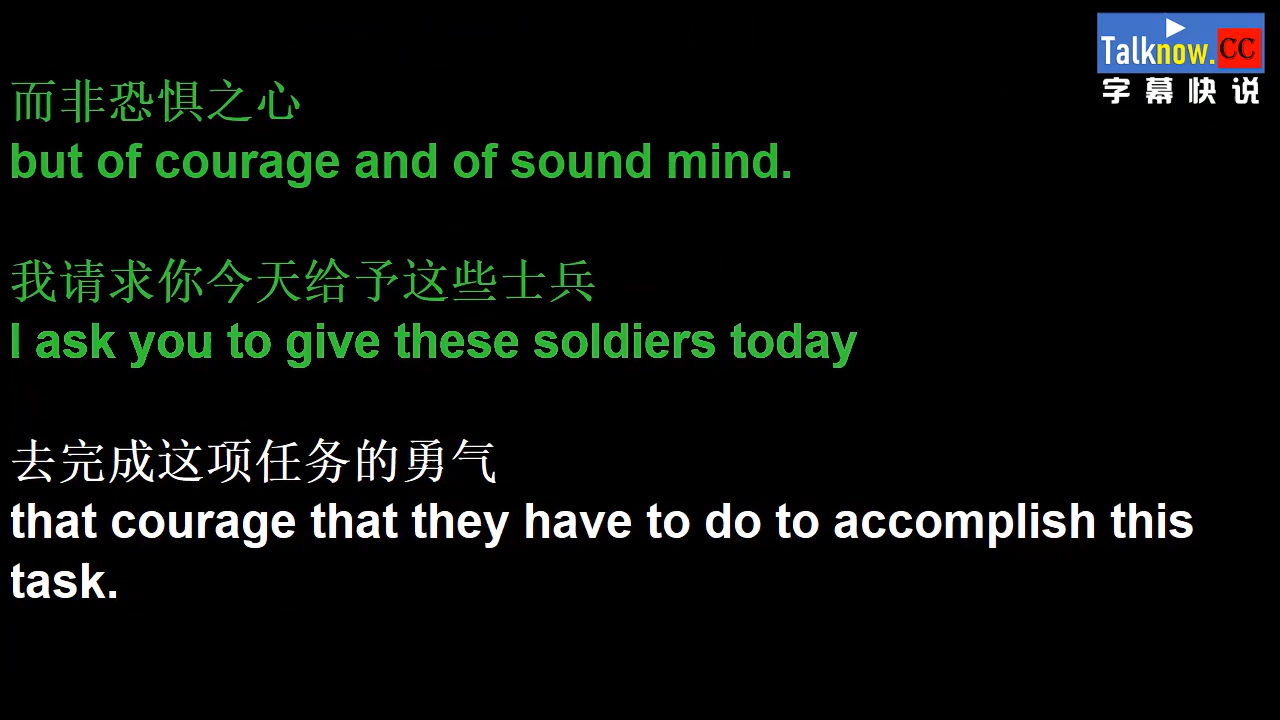 Talknow.CC
字幕快说
而非恐惧之心
but of courage and of sound mind.
我请求你今天给予这些士兵
I ask you to give these soldiers today
去完成这项任务的勇气
that courage that they have to do to accomplish this
task.